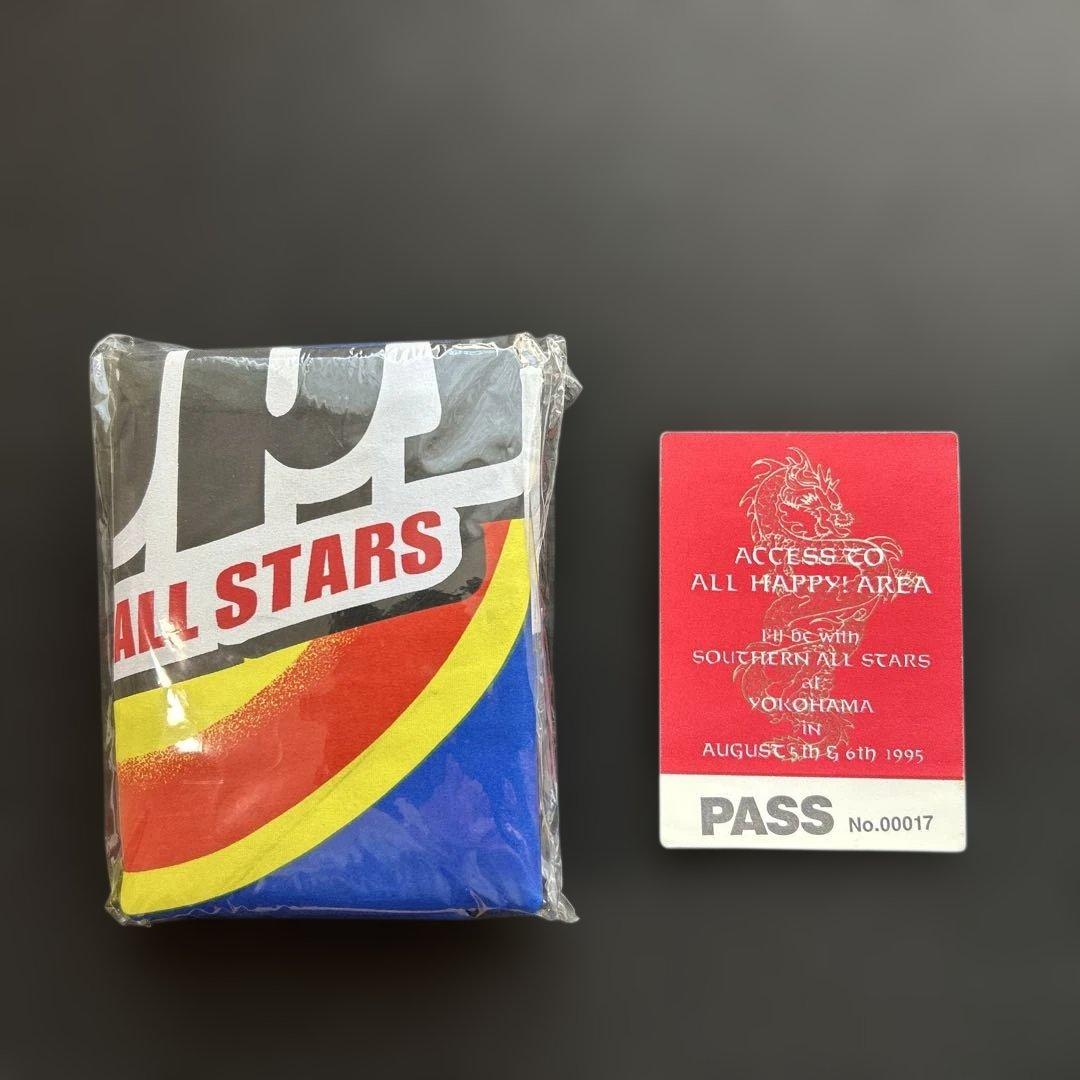 ALL STARS
ACCESS TO
ALL HAPPY! AREA
I'll be with
SOUTHERN ALL STARS
at
YOKOHAMA
in
AUGUST 5th & 6th 1995
PASS No.00017